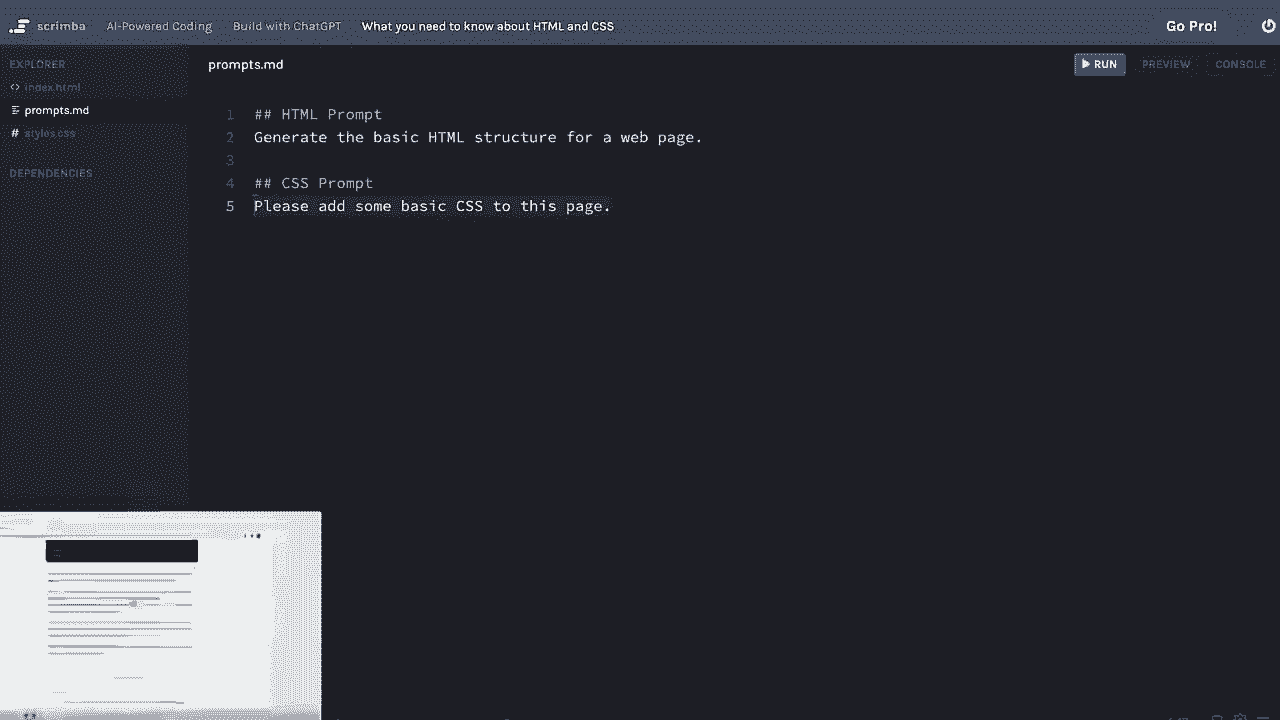 scrimba AI-Powered Coding Build with ChatGPT What you need to know about HTML and CSS Go Pro!
EXPLORER
index.html
prompts.md
styles.css
DEPENDENCIES
prompts.md
RUN PREVIEW CONSOLE
1 ## HTML Prompt
2 Generate the basic HTML structure for a web page.
3
4 ## CSS Prompt
5 Please add some basic CSS to this page.